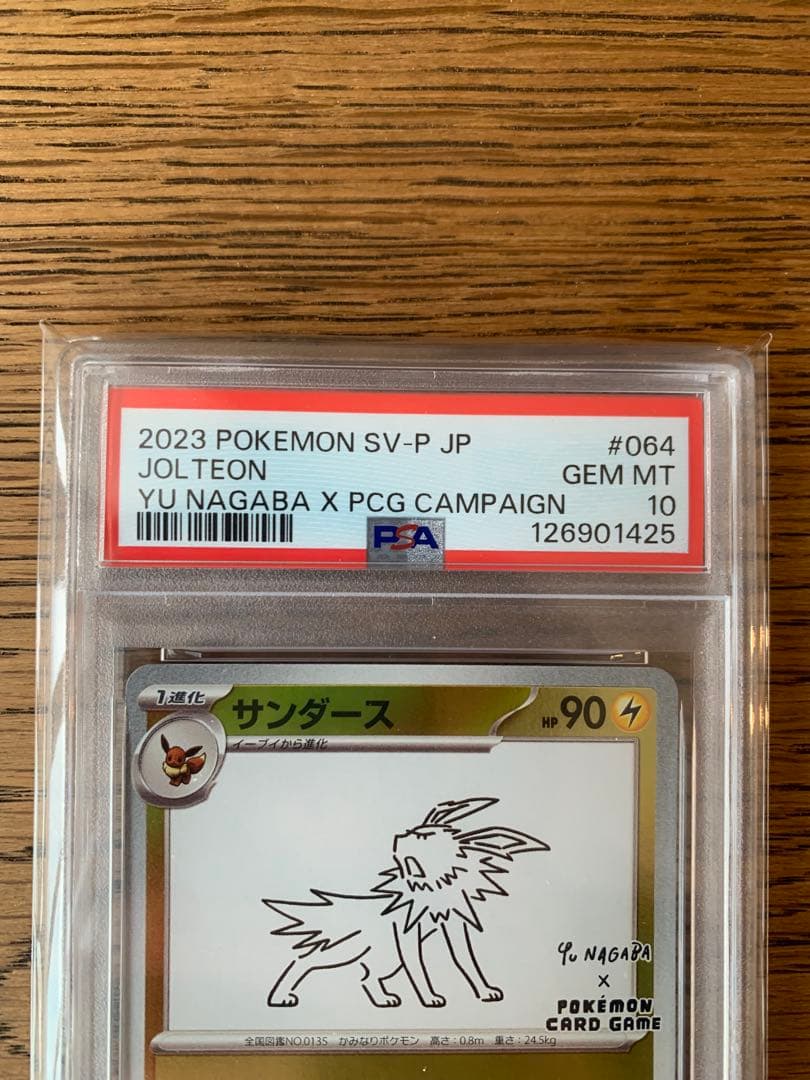 2023 POKEMON SV-P JP #064
JOLTEON GEM MT
YU NAGABA X PCG CAMPAIGN 10
PSA 126901425
1進化 サンダース HP 90
イーブイから進化
Yu NAGABA
X
POKÉMON
CARD GAME
全国図鑑NO.0135 かみなりポケモン 高さ:0.8m 重さ:24.5kg